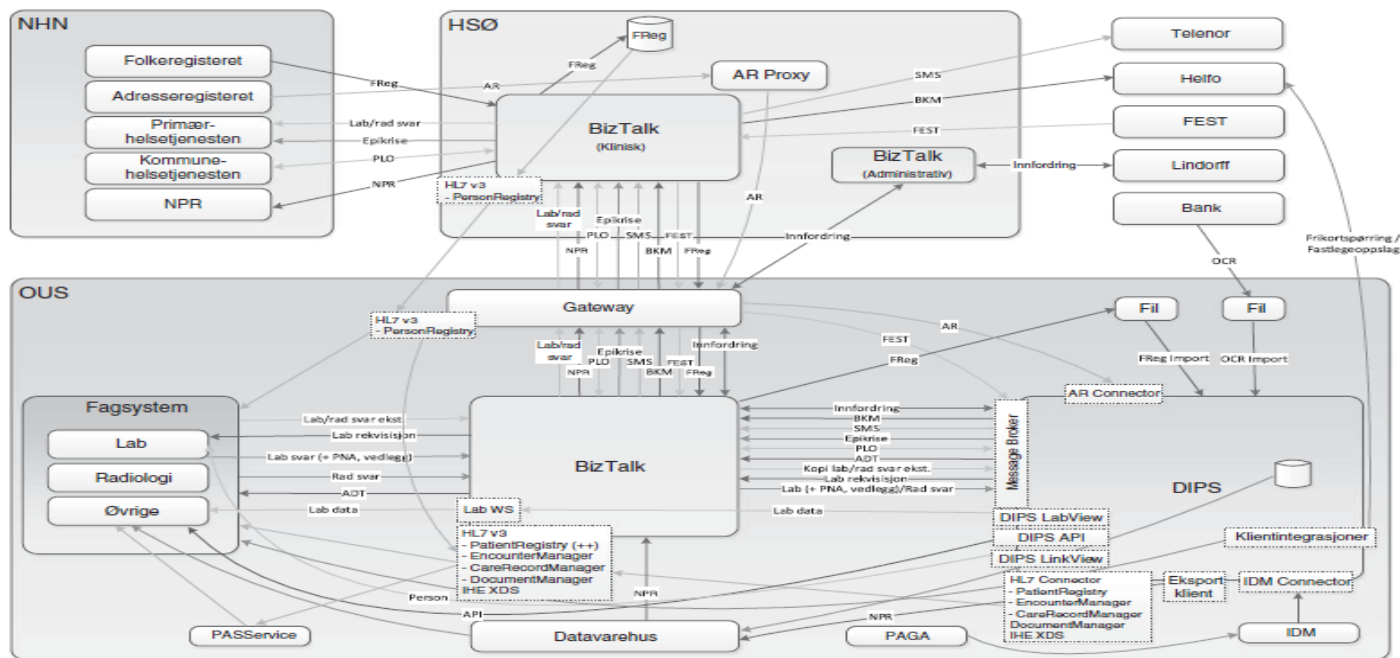 NHN
Folkeregisteret
Adresseregisteret
Primær-
helsetjenesten
Kommune-
helsetjenesten
NPR
FReg
AR
Lab/rad svar
Epikrise
PLO
NPR
HSØ
FReg
FReg
AR Proxy
BizTalk
(Klinisk)
BizTalk
(Administrativ)
HL7 v3
- PersonRegistry
SMS
BKM
FEST
Innfordring
AR
Innfordring
Lab/rad
svar
NPR
PLO
Epikrise
SMS
BKM
FEST
FReg
Telenor
Helfo
FEST
Lindorff
Bank
OCR
Frikortspørring /
Fastlegeoppslag
OUS
Gateway
HL7 v3
- PersonRegistry
Lab/rad
svar
NPR
PLO
Epikrise
SMS
BKM
FEST
FReg
Innfordring
FReg
FEST
AR
Fil
Fil
FReg Import
OCR Import
AR Connector
Fagsystem
Lab
Radiologi
Øvrige
Lab/rad svar ekst.
Lab rekvisisjon
Lab svar (+ PNA, vedlegg)
Rad svar
ADT
Lab data
BizTalk
Lab WS
HL7 v3
- PatientRegistry (++)
- EncounterManager
- CareRecordManager
- DocumentManager
IHE XDS
Innfordring
BKM
SMS
Epikrise
PLO
ADT
Kopi lab/rad svar ekst.
Lab rekvisisjon
Lab (+ PNA, vedlegg)/Rad svar
Lab data
Message Broker
DIPS
DIPS LabView
DIPS API
DIPS LinkView
Klientintegrasjoner
HL7 Connector
- PatientRegistry
- EncounterManager
- CareRecordManager
DocumentManager
IHE XDS
Eksport
klient
IDM Connector
Person
API
NPR
NPR
PASService
Datavarehus
PAGA
IDM